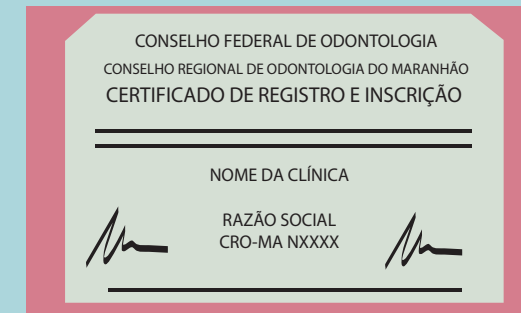 CONSELHO FEDERAL DE ODONTOLOGIA
CONSELHO REGIONAL DE ODONTOLOGIA DO MARANHÃO
CERTIFICADO DE REGISTRO E INSCRIÇÃO
NOME DA CLÍNICA
RAZÃO SOCIAL
CRO-MA NXXXX